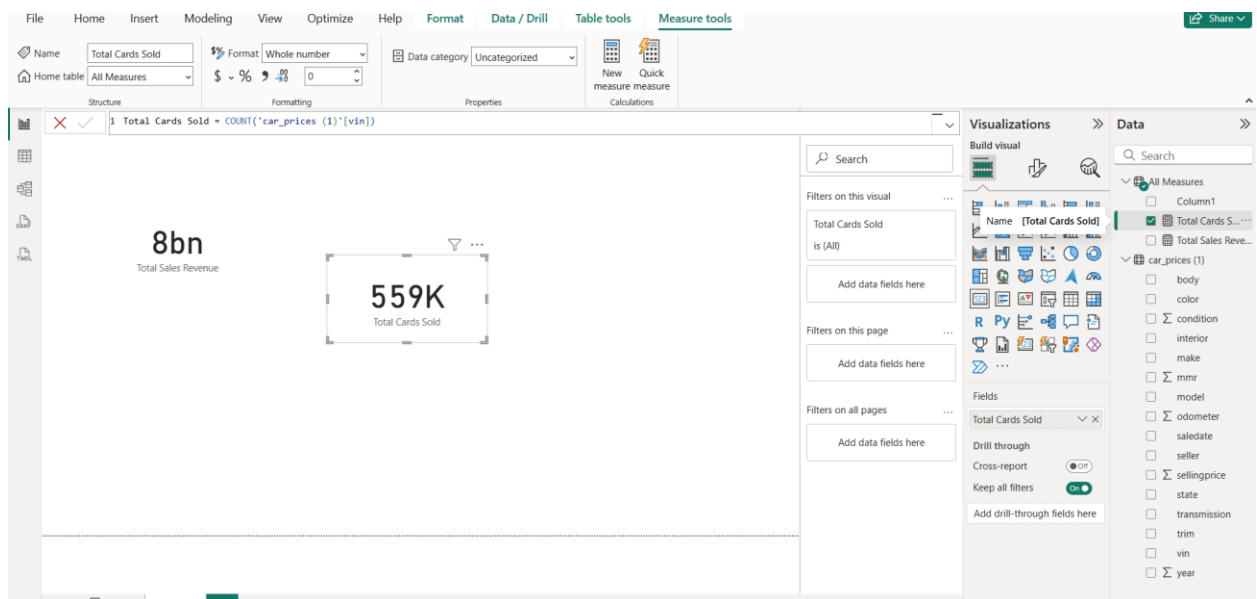 File Home Insert Modeling View Optimize Help Format Data / Drill Table tools Measure tools Share
Name Total Cards Sold
Home table All Measures
Structure
$% Format Whole number
$ % 9 .00 0
Formatting
Data category Uncategorized
Properties
New measure
Quick measure
Calculations
1 Total Cards Sold = COUNT('car_prices (1)'[vin])
8bn
Total Sales Revenue
559K
Total Cards Sold
Search
Filters on this visual ...
Total Cards Sold
is (All)
Add data fields here
Filters on this page ...
Add data fields here
Filters on all pages ...
Add data fields here
Visualizations
Build visual
Name [Total Cards Sold]
123
R Py
...
Fields
Total Cards Sold
Drill through
Cross-report Off
Keep all filters On
Add drill-through fields here
Data
Search
All Measures
Column1
Total Cards S... ...
Total Sales Reve...
car_prices (1)
body
color
Σ condition
interior
make
Σ mmr
model
Σ odometer
saledate
seller
Σ sellingprice
state
transmission
trim
vin
Σ year
DAX
TMDL